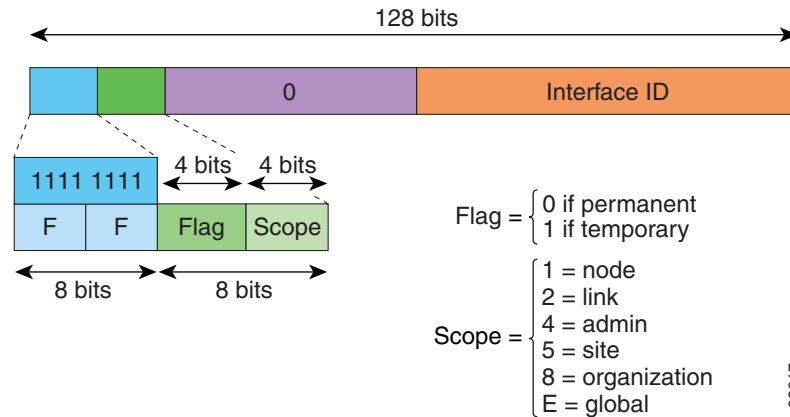 128 bits
0 Interface ID
4 bits 4 bits
1111 1111
F F Flag Scope
8 bits 8 bits
Flag = 0 if permanent
1 if temporary
Scope = 1 = node
2 = link
4 = admin
5 = site
8 = organization
E = global